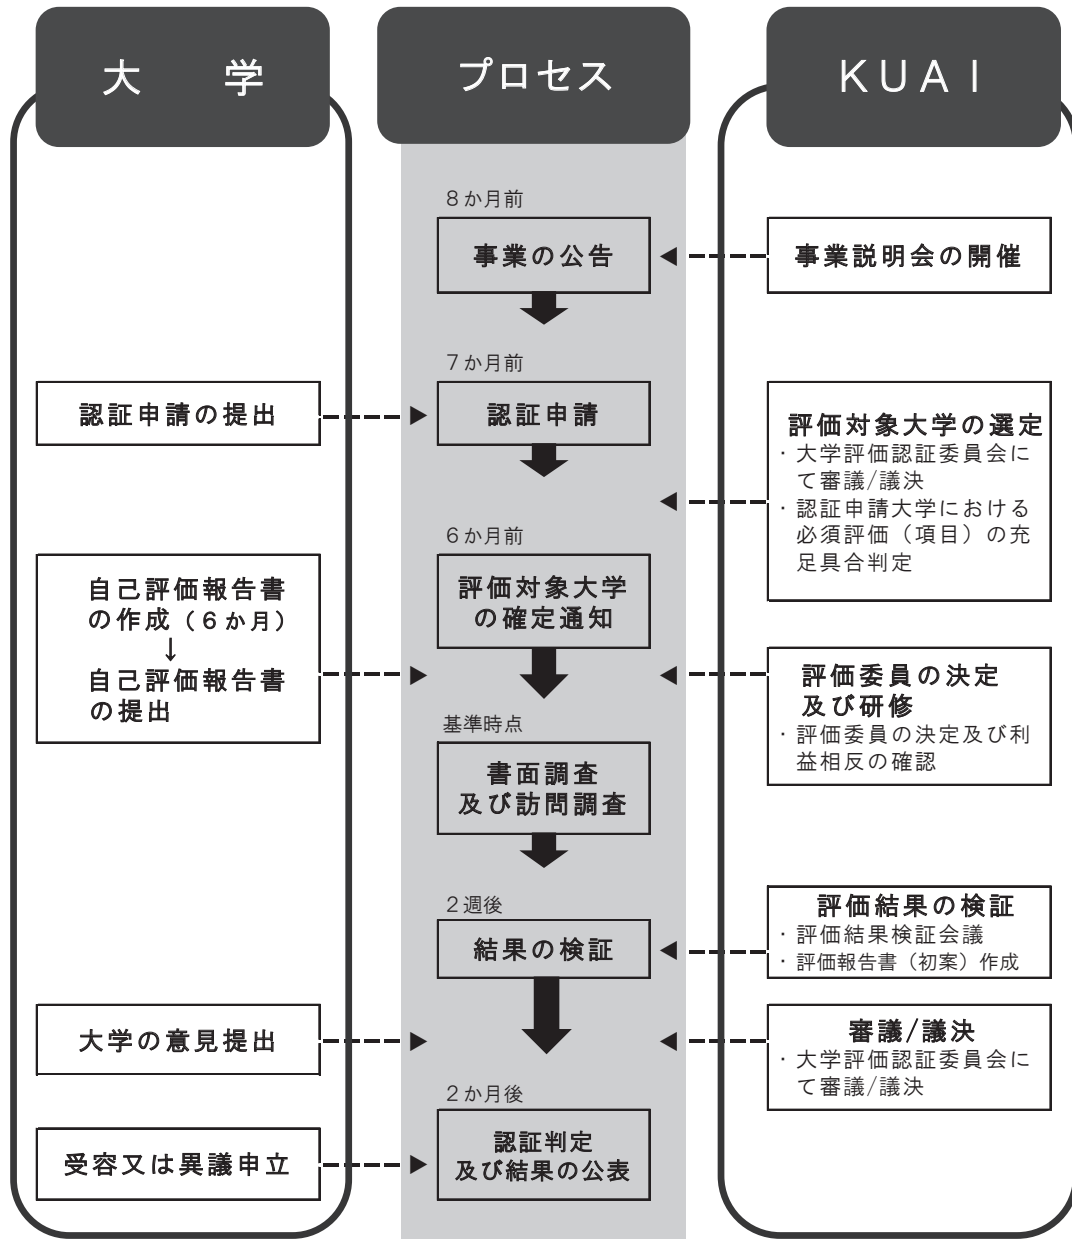 大　学
プロセス
ＫＵＡＩ
８か月前
事業の公告
事業説明会の開催
７か月前
認証申請の提出
認証申請
評価対象大学の選定
・大学評価認証委員会に
て審議/議決
・認証申請大学における
必須評価（項目）の充
足具合判定
６か月前
評価対象大学
の確定通知
自己評価報告書
の作成（６か月）
↓
自己評価報告書
の提出
評価委員の決定
及び研修
・評価委員の決定及び利
益相反の確認
基準時点
書面調査
及び訪問調査
２週後
結果の検証
評価結果の検証
・評価結果検証会議
・評価報告書（初案）作成
大学の意見提出
審議/議決
・大学評価認証委員会に
て審議/議決
２か月後
認証判定
及び結果の公表
受容又は異議申立